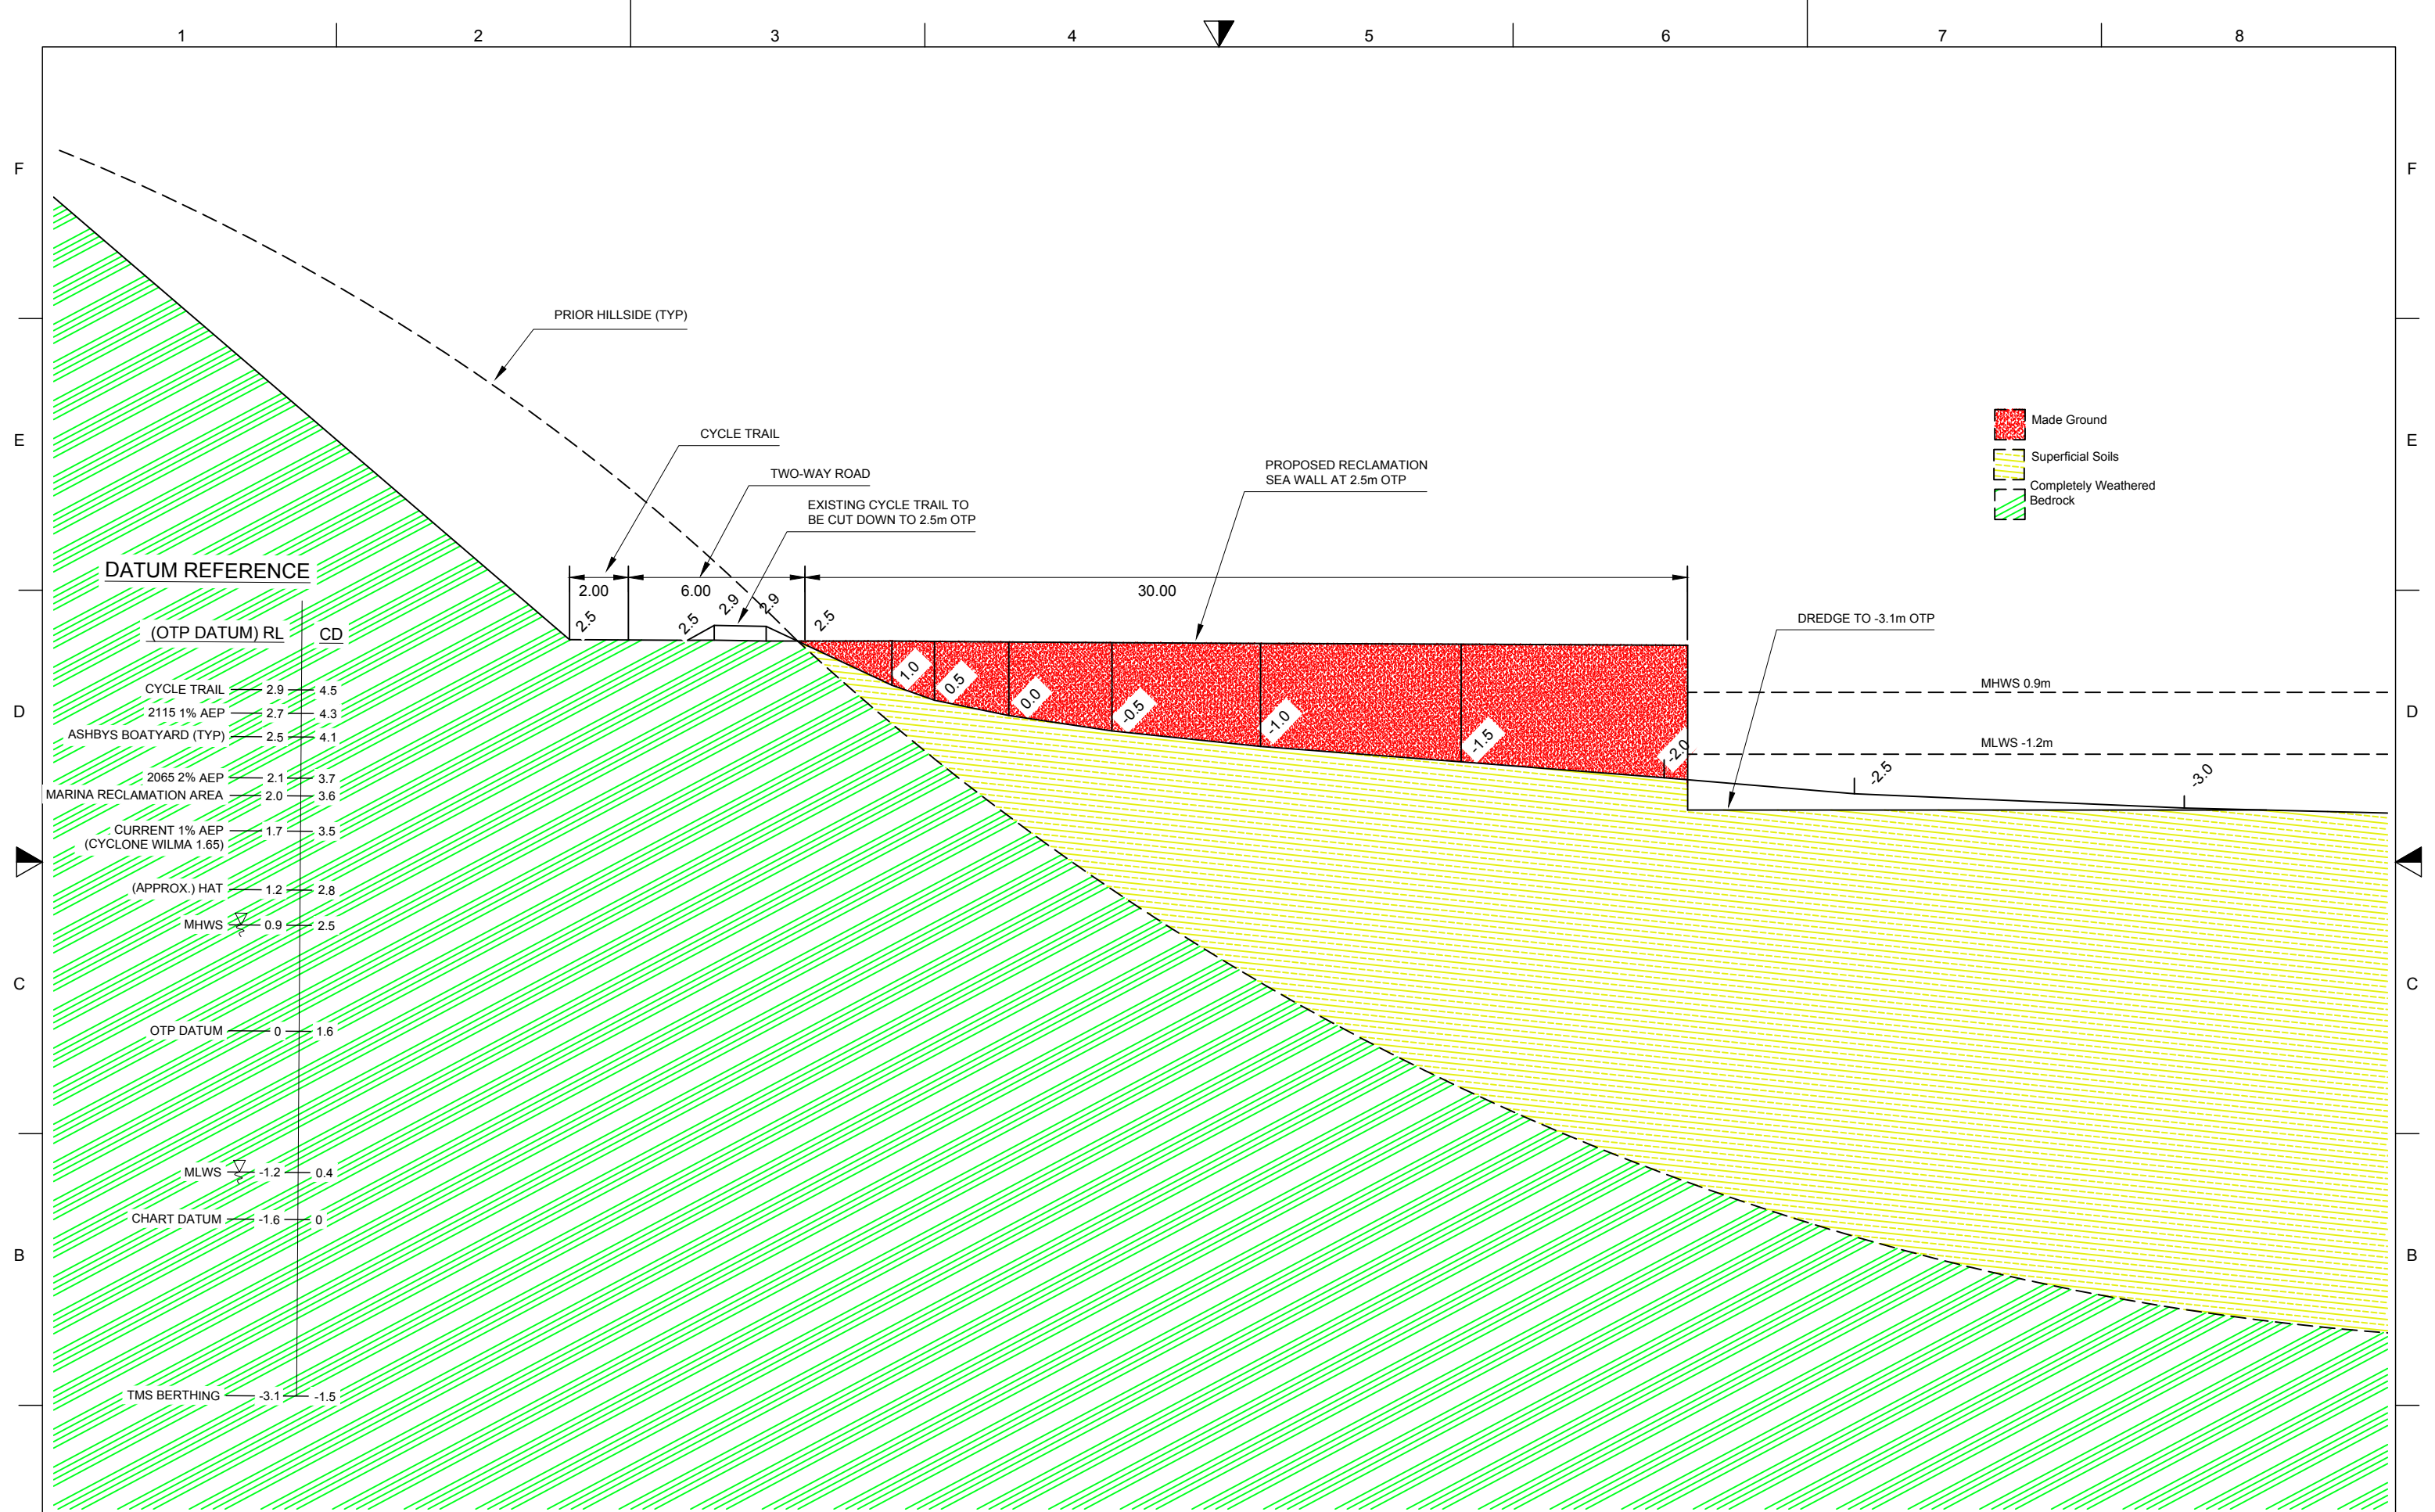 1 2 3 4 5 6 7 8
F F
PRIOR HILLSIDE (TYP)
E E
CYCLE TRAIL
TWO-WAY ROAD
EXISTING CYCLE TRAIL TO
BE CUT DOWN TO 2.5m OTP
PROPOSED RECLAMATION
SEA WALL AT 2.5m OTP
Made Ground
Superficial Soils
Completely Weathered
Bedrock
2.00 6.00 30.00
2.5 2.5 2.9 2.9 2.5
DREDGE TO -3.1m OTP
1.0 0.5 0.0 -0.5 -1.0 -1.5 -2.0 -2.5 -3.0
MHWS 0.9m
MLWS -1.2m
D D
DATUM REFERENCE
(OTP DATUM) RL CD
CYCLE TRAIL 2.9 4.5
2115 1% AEP 2.7 4.3
ASHBYS BOATYARD (TYP) 2.5 4.1
2065 2% AEP 2.1 3.7
MARINA RECLAMATION AREA 2.0 3.6
CURRENT 1% AEP 1.7 3.5
(CYCLONE WILMA 1.65)
(APPROX.) HAT 1.2 2.8
MHWS 0.9 2.5
C C
OTP DATUM 0 1.6
MLWS -1.2 0.4
CHART DATUM -1.6 0
B B
TMS BERTHING -3.1 -1.5